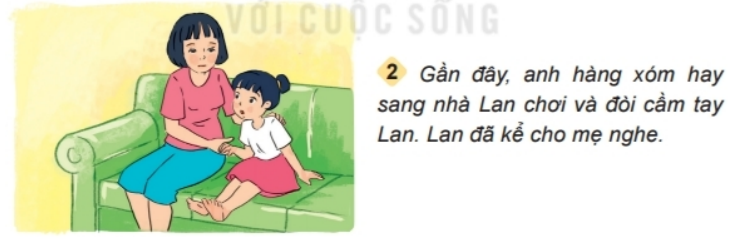 VỚI CUỘC SỐNG
2 Gần đây, anh hàng xóm hay
sang nhà Lan chơi và đòi cầm tay
Lan. Lan đã kể cho mẹ nghe.